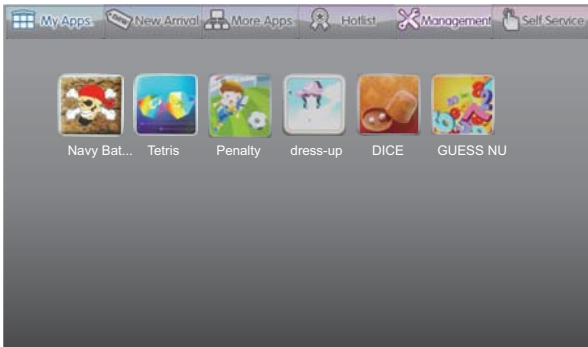 My Apps New New Arrival More Apps Hotlist Management Self Service
Navy Bat... Tetris Penalty dress-up DICE GUESS NU